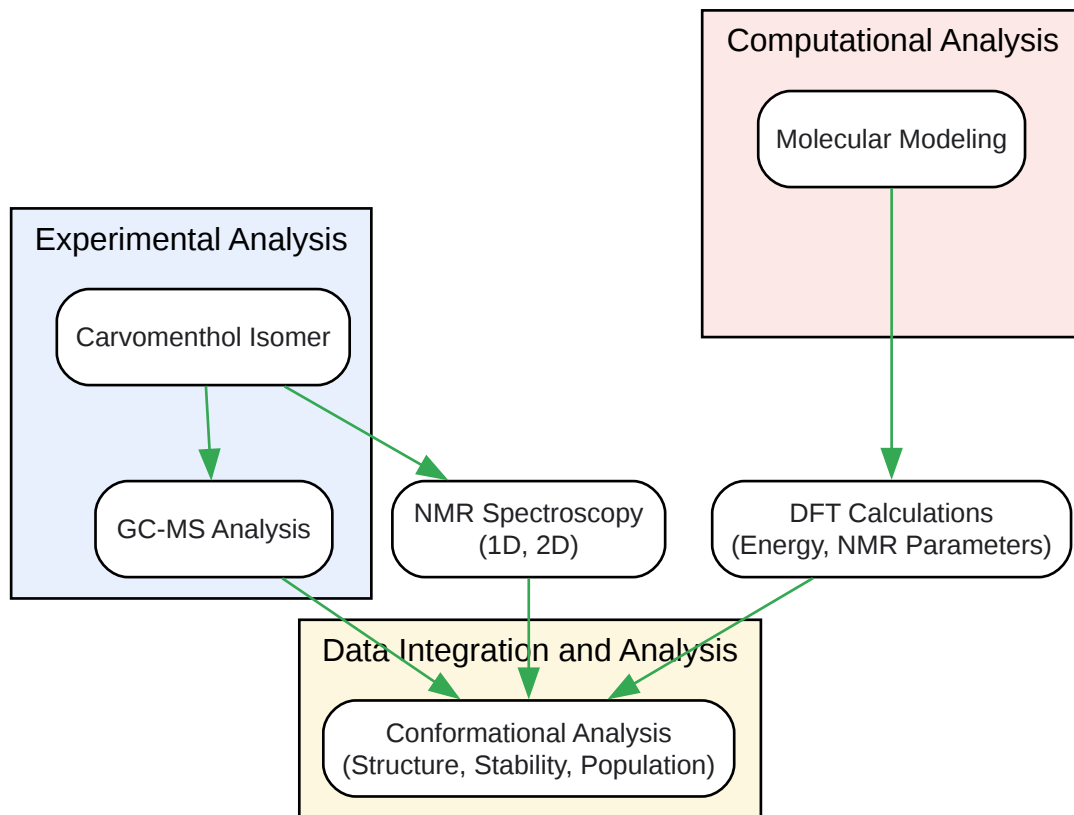 Computational Analysis
Molecular Modeling
Experimental Analysis
Carvomenthol Isomer
GC-MS Analysis
NMR Spectroscopy
(1D, 2D)
DFT Calculations
(Energy, NMR Parameters)
Data Integration and Analysis
Conformational Analysis
(Structure, Stability, Population)